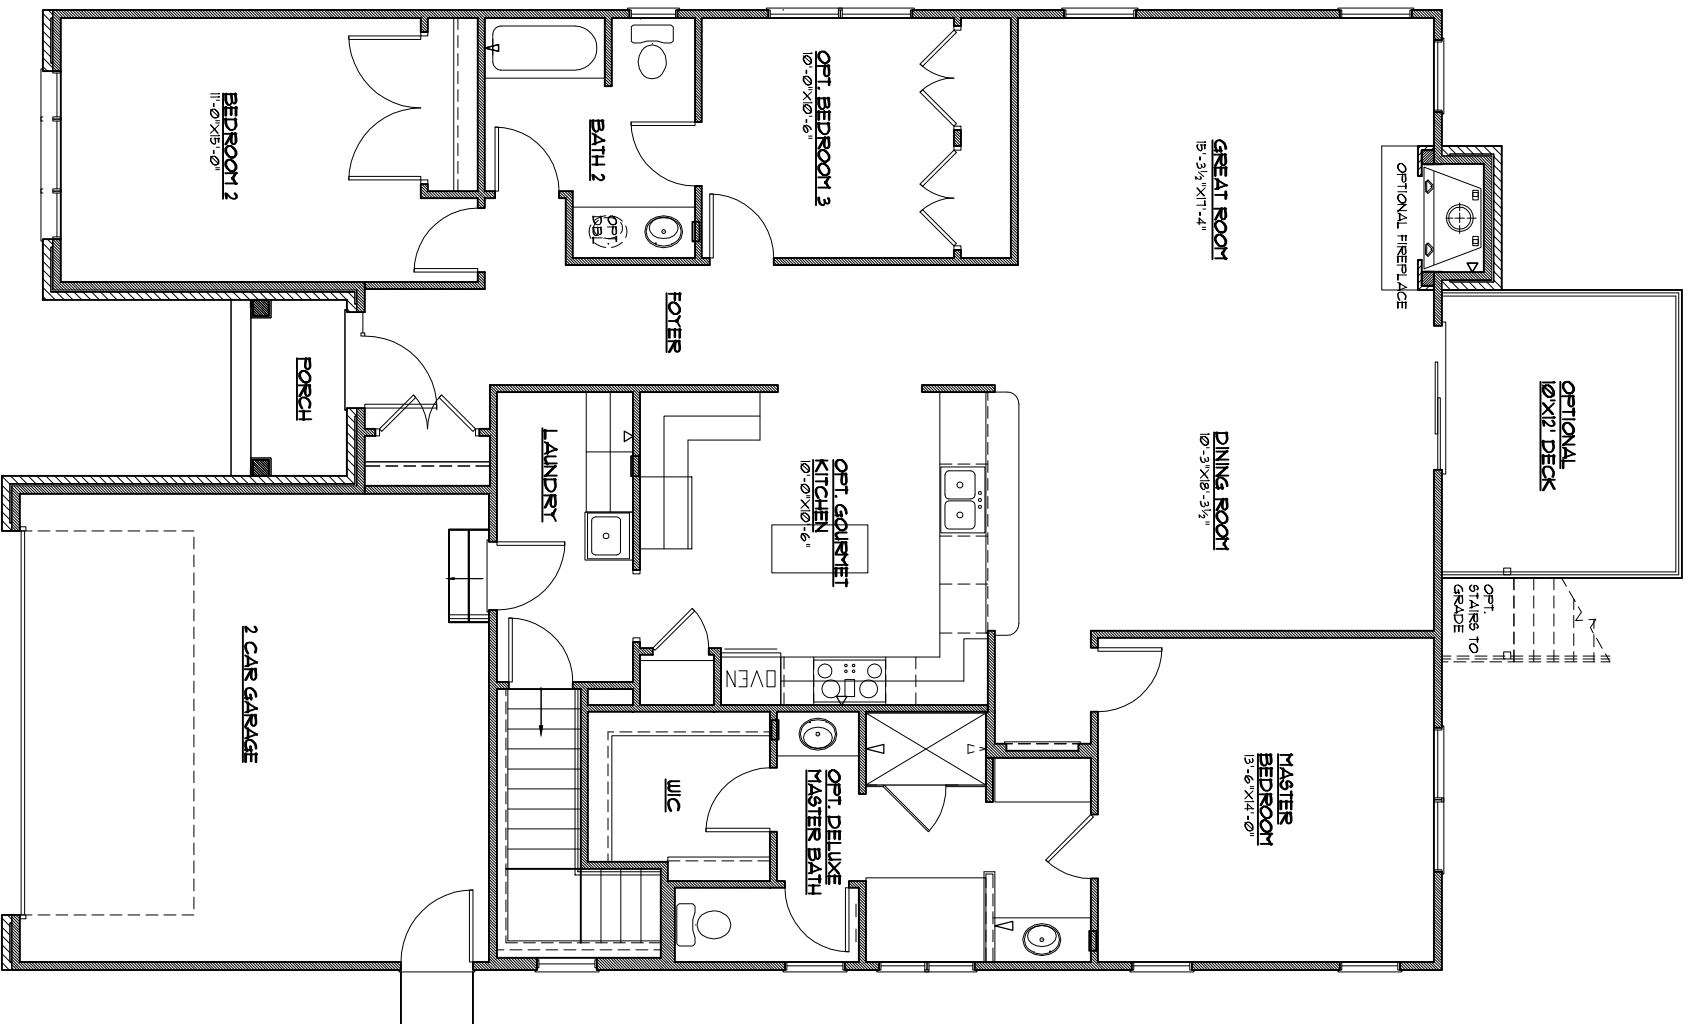 BEDROOM 2
11'-0"X15'-0"
BATH 2
OPT.
DBL
OPT. BEDROOM 3
10'-0"X10'-6"
GREAT ROOM
15'-3½"X17'-4"
OPTIONAL FIREPLACE
FOYER
PORCH
LAUNDRY
OPT. GOURMET
KITCHEN
10'-0"X10'-6"
DINING ROOM
10'-3"X18'-3½"
OPTIONAL
10'X12' DECK
OPT.
STAIRS TO
GRADE
2 CAR GARAGE
OVEN
WIC
OPT. DELUXE
MASTER BATH
MASTER
BEDROOM
13'-6"X14'-0"